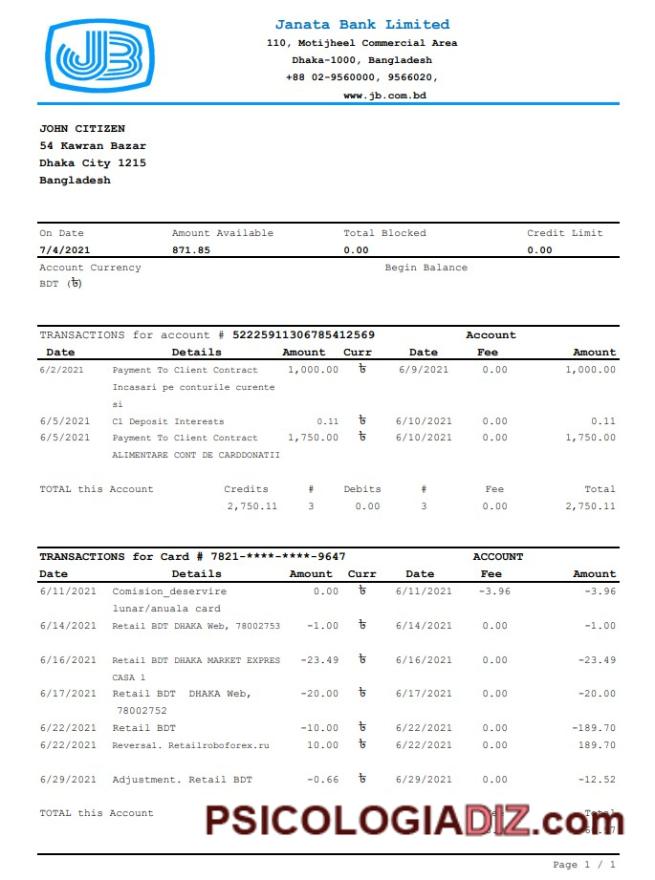 JB
Janata Bank Limited
110, Motijheel Commercial Area
Dhaka-1000, Bangladesh
+88 02-9560000, 9566020,
www.jb.com.bd
JOHN CITIZEN
54 Kawran Bazar
Dhaka City 1215
Bangladesh
On Date Amount Available Total Blocked Credit Limit
7/4/2021 871.85 0.00 0.00
Account Currency Begin Balance
BDT (৳)
TRANSACTIONS for account # 52225911306785412569 Account
Date Details Amount Curr Date Fee Amount
6/2/2021 Payment To Client Contract 1,000.00 ৳ 6/9/2021 0.00 1,000.00
Incasari pe conturile curente
si
6/5/2021 Cl Deposit Interests 0.11 ৳ 6/10/2021 0.00 0.11
6/5/2021 Payment To Client Contract 1,750.00 ৳ 6/10/2021 0.00 1,750.00
ALIMENTARE CONT DE CARDDONATII
TOTAL this Account Credits # Debits # Fee Total
2,750.11 3 0.00 3 0.00 2,750.11
TRANSACTIONS for Card # 7821-****-****-9647 ACCOUNT
Date Details Amount Curr Date Fee Amount
6/11/2021 Comision_deservire 0.00 ৳ 6/11/2021 -3.96 -3.96
lunar/anuala card
6/14/2021 Retail BDT DHAKA Web, 78002753 -1.00 ৳ 6/14/2021 0.00 -1.00
6/16/2021 Retail BDT DHAKA MARKET EXPRES -23.49 ৳ 6/16/2021 0.00 -23.49
CASA 1
6/17/2021 Retail BDT DHAKA Web, -20.00 ৳ 6/17/2021 0.00 -20.00
78002752
6/22/2021 Retail BDT -10.00 ৳ 6/22/2021 0.00 -189.70
6/22/2021 Reversal. Retailroboforex.ru 10.00 ৳ 6/22/2021 0.00 189.70
6/29/2021 Adjustment. Retail BDT -0.66 ৳ 6/29/2021 0.00 -12.52
TOTAL this Account Total
PSICOLOGIADIZ.com
Page 1 / 1